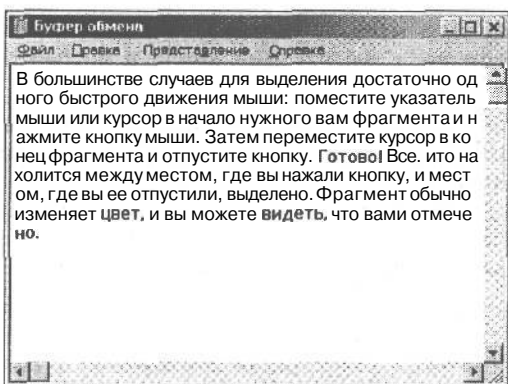 Буфер обмена
Файл Правка Представление Справка
В большинстве случаев для выделения достаточно од
ного быстрого движения мыши: поместите указатель
мыши или курсор в начало нужного вам фрагмента и н
ажмите кнопку мыши. Затем переместите курсор в ко
нец фрагмента и отпустите кнопку. Готово! Все. ито на
холится между местом, где вы нажали кнопку, и мест
ом, где вы ее отпустили, выделено. Фрагмент обычно
изменяет цвет, и вы можете видеть, что вами отмече
но.